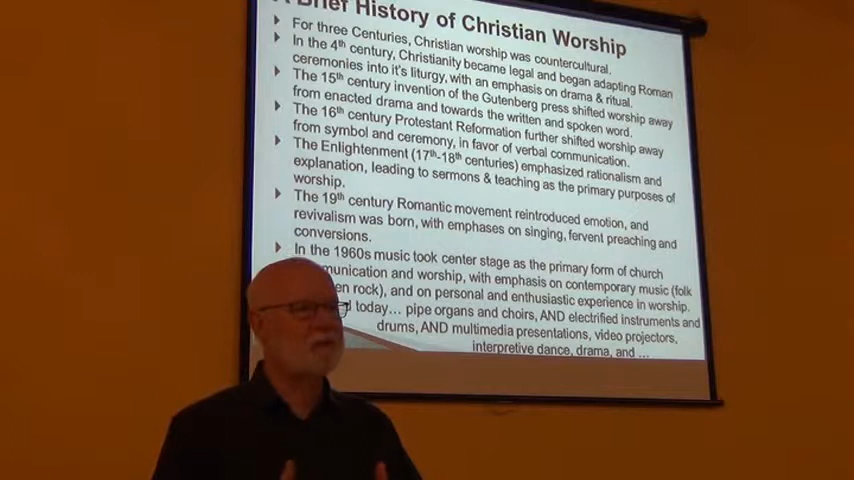 A Brief History of Christian Worship
For three Centuries, Christian worship was countercultural.
In the 4th century, Christianity became legal and began adapting Roman
ceremonies into it's liturgy, with an emphasis on drama & ritual.
The 15th century invention of the Gutenberg press shifted worship away
from enacted drama and towards the written and spoken word.
The 16th century Protestant Reformation further shifted worship away
from symbol and ceremony, in favor of verbal communication.
The Enlightenment (17th-18th centuries) emphasized rationalism and
explanation, leading to sermons & teaching as the primary purposes of
worship.
The 19th century Romantic movement reintroduced emotion, and
revivalism was born, with emphases on singing, fervent preaching and
conversions.
In the 1960s music took center stage as the primary form of church
munication and worship, with emphasis on contemporary music (folk
en rock), and on personal and enthusiastic experience in worship.
d today... pipe organs and choirs, AND electrified instruments and
drums, AND multimedia presentations, video projectors,
interpretive dance, drama, and ...